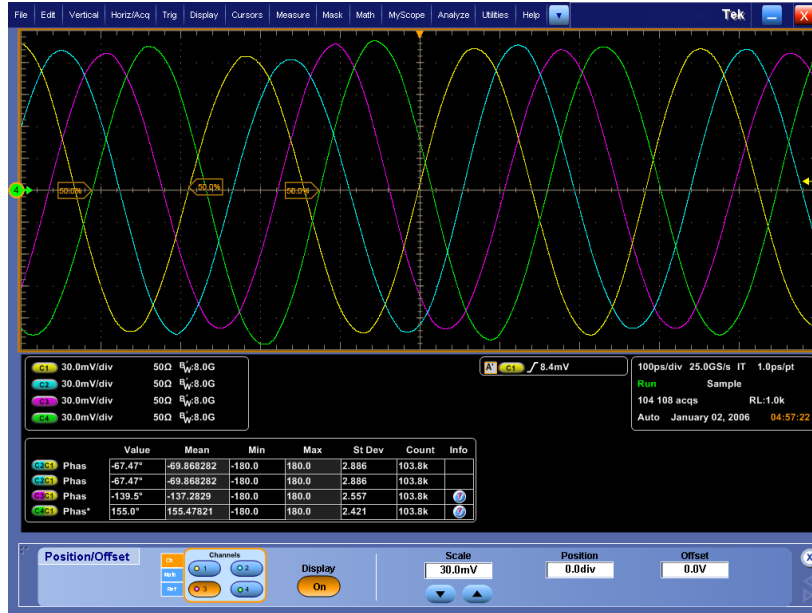 File Edit Vertical Horiz/Acq Trig Display Cursors Measure Mask Math MyScope Analyze Utilities Help Tek X
4 50.0% 50.0% 50.0%
C1 30.0mV/div 50Ω BW:8.0G
C2 30.0mV/div 50Ω BW:8.0G
C3 30.0mV/div 50Ω BW:8.0G
C4 30.0mV/div 50Ω BW:8.0G
A' C1 8.4mV
100ps/div 25.0GS/s IT 1.0ps/pt
Run Sample
104 108 acqs RL:1.0k
Auto January 02, 2006 04:57:22
Value Mean Min Max St Dev Count Info
C2C1 Phas -67.47° -69.868282 -180.0 180.0 2.886 103.8k
C2C1 Phas -67.47° -69.868282 -180.0 180.0 2.886 103.8k
C3C1 Phas -139.5° -137.2829 -180.0 180.0 2.557 103.8k
C4C1 Phas* 155.0° 155.47821 -180.0 180.0 2.421 103.8k
Position/Offset
Ch
Math
Ref
Channels
1 2
3 4
Display
On
Scale
30.0mV
Position
0.0div
Offset
0.0V
X